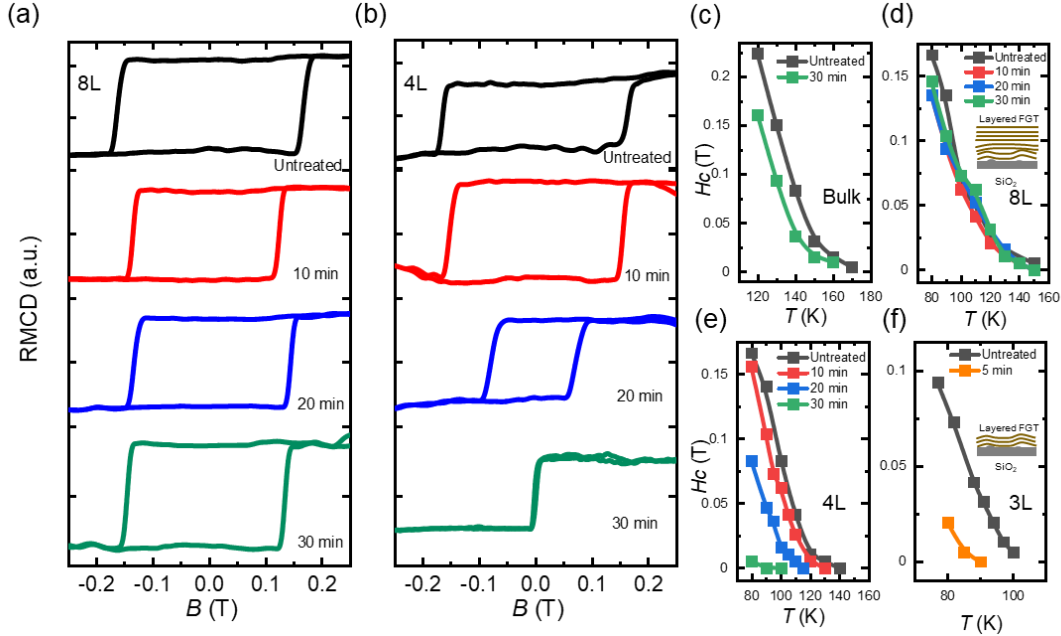 (a)
8L
Untreated
10 min
20 min
30 min
RMCD (a.u.)
-0.2 -0.1 0.0 0.1 0.2
B (T)
(b)
4L
Untreated
10 min
20 min
30 min
-0.2 -0.1 0.0 0.1 0.2
B (T)
(c)
Untreated
30 min
0.2
0.15
0.1
0.05
0
Hc (T)
Bulk
120 140 160 180
T (K)
(d)
Untreated
10 min
20 min
30 min
Layered FGT
SiO2
0.15
0.1
0.05
0
8L
80 100 120 140 160
T (K)
(e)
Untreated
10 min
20 min
30 min
0.15
0.1
0.05
0
Hc (T)
4L
80 100 120 140 160
T (K)
(f)
Untreated
5 min
Layered FGT
SiO2
0.1
0.05
0
3L
80 100
T (K)